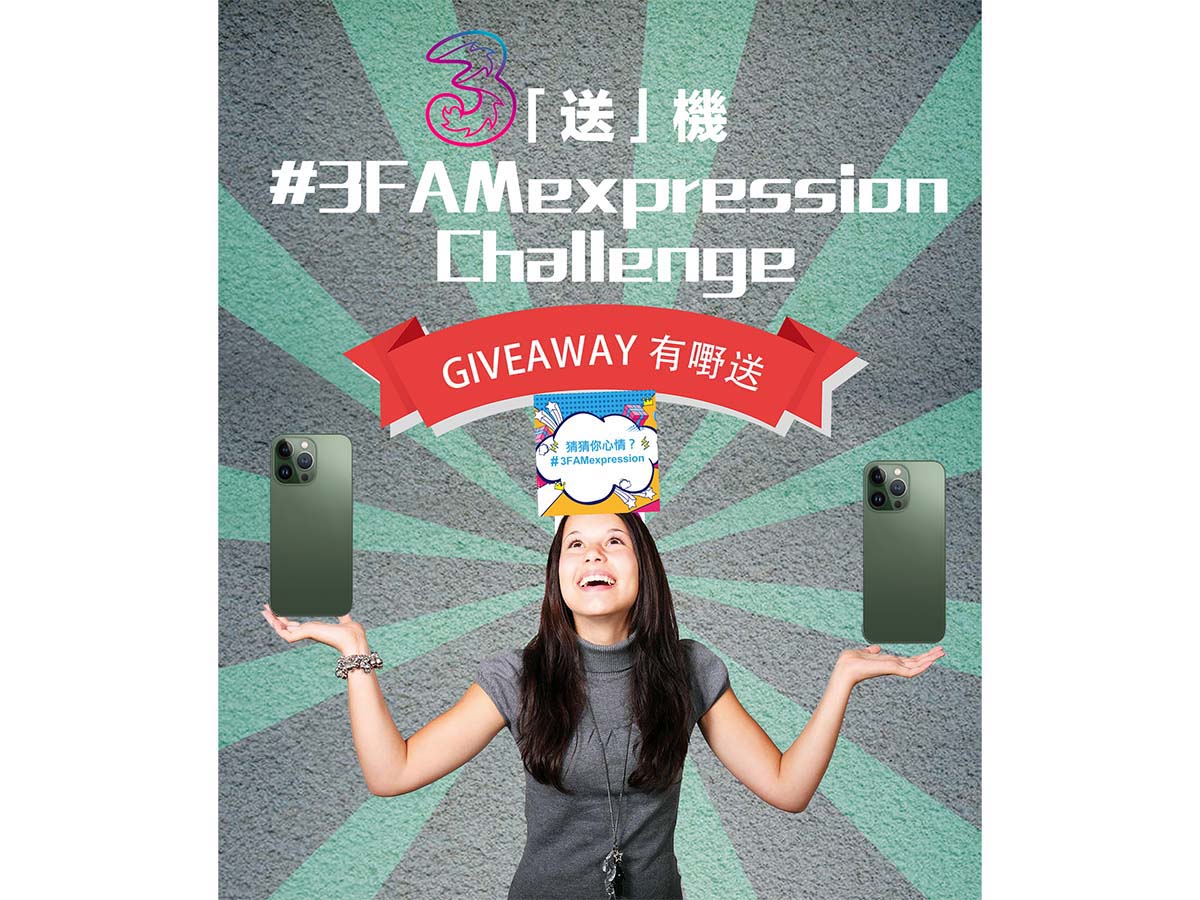 3「送」機
#3FAMexpression
Challenge
GIVEAWAY 有嘢送
猜猜你心情？
#3FAMexpression